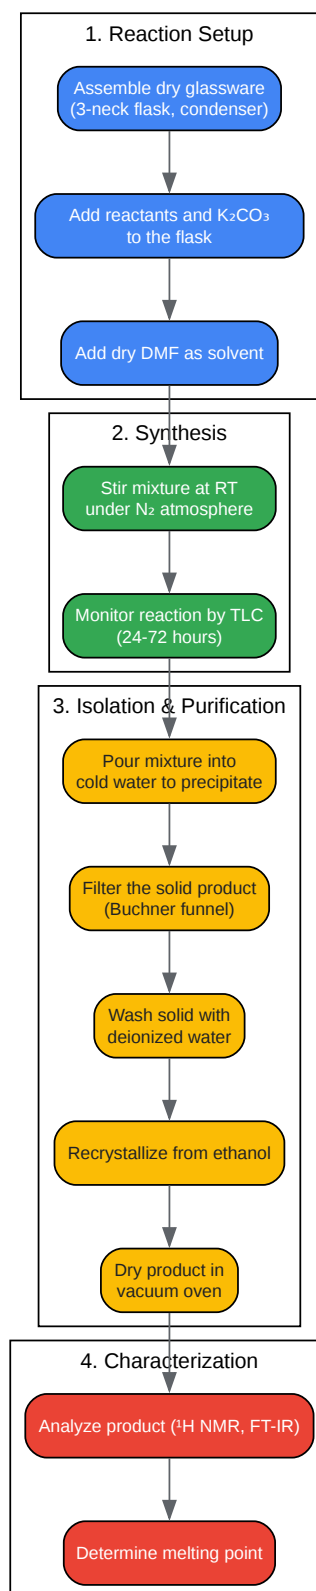 1. Reaction Setup
Assemble dry glassware
(3-neck flask, condenser)
Add reactants and K₂CO₃
to the flask
Add dry DMF as solvent
2. Synthesis
Stir mixture at RT
under N₂ atmosphere
Monitor reaction by TLC
(24-72 hours)
3. Isolation & Purification
Pour mixture into
cold water to precipitate
Filter the solid product
(Buchner funnel)
Wash solid with
deionized water
Recrystallize from ethanol
Dry product in
vacuum oven
4. Characterization
Analyze product (¹H NMR, FT-IR)
Determine melting point